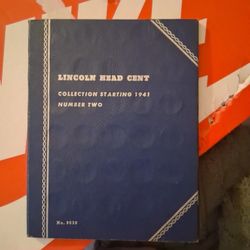 LINCOLN HEAD CENT
COLLECTION STARTING 1941
NUMBER TWO
No. 9030